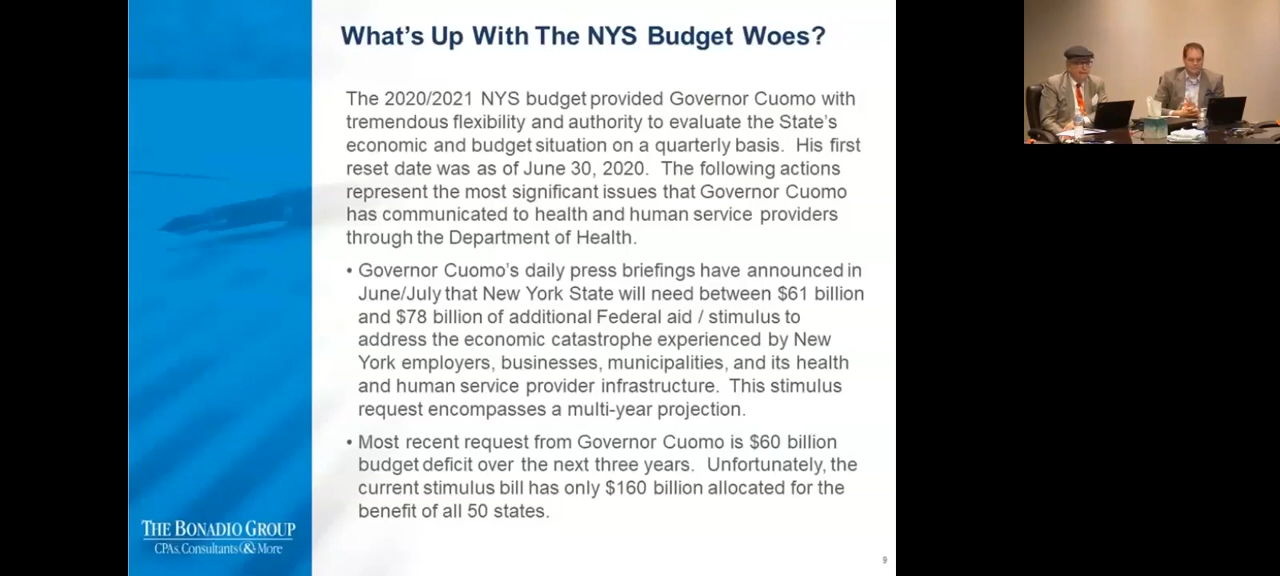 What's Up With The NYS Budget Woes?
The 2020/2021 NYS budget provided Governor Cuomo with
tremendous flexibility and authority to evaluate the State's
economic and budget situation on a quarterly basis.  His first
reset date was as of June 30, 2020.  The following actions
represent the most significant issues that Governor Cuomo
has communicated to health and human service providers
through the Department of Health.
• Governor Cuomo's daily press briefings have announced in
June/July that New York State will need between $61 billion
and $78 billion of additional Federal aid / stimulus to
address the economic catastrophe experienced by New
York employers, businesses, municipalities, and its health
and human service provider infrastructure.  This stimulus
request encompasses a multi-year projection.
• Most recent request from Governor Cuomo is $60 billion
budget deficit over the next three years.  Unfortunately, the
current stimulus bill has only $160 billion allocated for the
benefit of all 50 states.
THE BONADIO GROUP
CPAs, Consultants & More
9